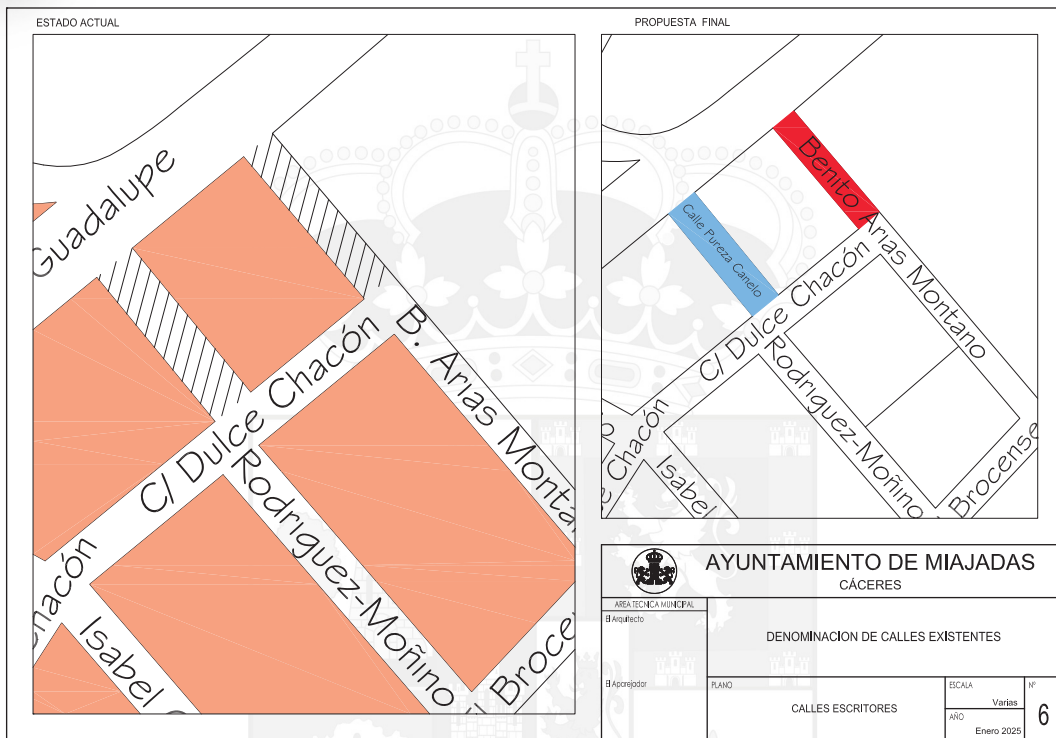 ESTADO ACTUAL
Guadalupe
C/ Dulce Chacón
B. Arias Montan
Rodriguez-Moñino
hacón
Isabel
El Broce
PROPUESTA FINAL
Benito Arias Montano
Calle Pureza Canelo
C/ Dulce Chacón
Rodriguez-Moñino
e Chacón
Isabel
Brocense
AYUNTAMIENTO DE MIAJADAS
CÁCERES
AREA TECNICA MUNICIPAL
El Arquitecto
DENOMINACION DE CALLES EXISTENTES
El Aparejador
PLANO
CALLES ESCRITORES
ESCALA
Varias
AÑO
Enero 2025
Nº
6